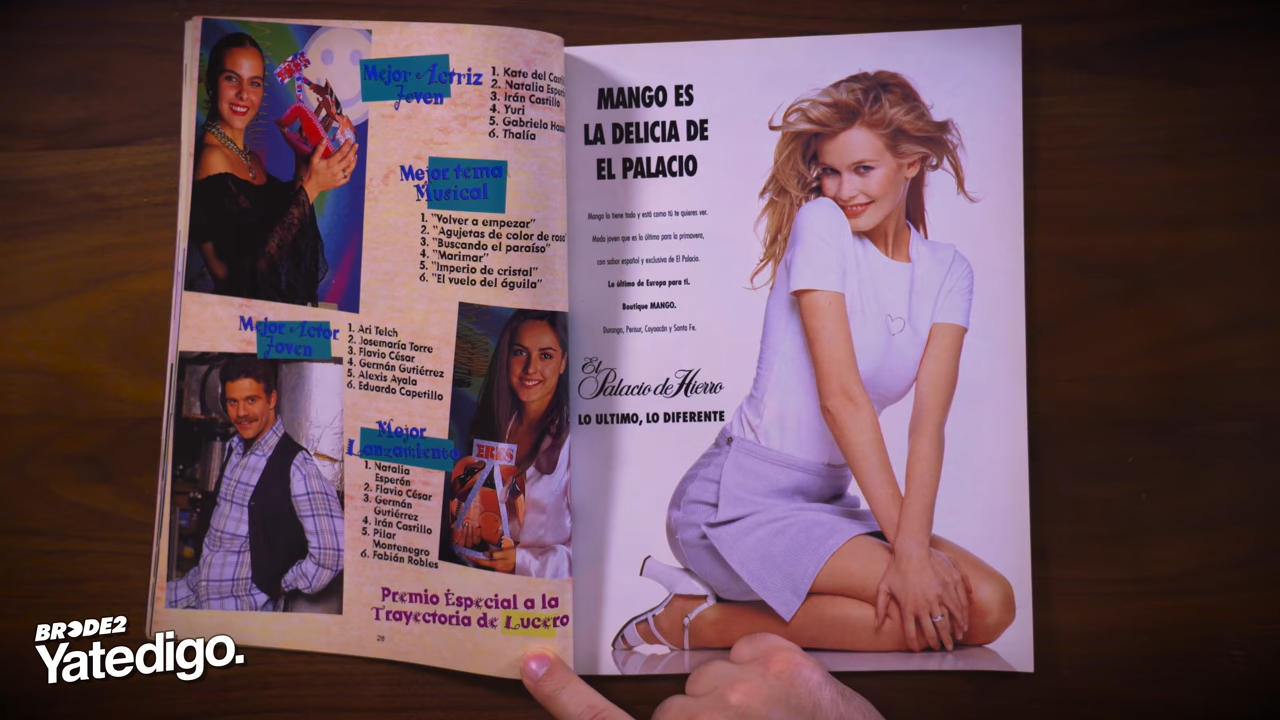 Mejor Actriz
Joven
1. Kate del
2. Natalia
3. Irán Castillo
4. Yuri
5. Gabriela
6. Thalía
Mejor tema
Musical
1. "Volver a empezar"
2. "Agujetas de color de rosa"
3. "Buscando el paraíso"
4. "Marimar"
5. "Imperio de cristal"
6. "El vuelo del águila"
Mejor Actor
Joven
1. Ari Telch
2. Josemaría Torre
3. Flavio César
4. Germán Gutiérrez
5. Alexis Ayala
6. Eduardo Capetillo
Mejor
Lanzamiento
1. Natalia
Esperón
2. Flavio César
3. Germán
Gutiérrez
4. Irán Castillo
5. Pilar
Montenegro
6. Fabián Robles
ERES
Premio Especial a la
Trayectoria de Lucero
28
MANGO ES
LA DELICIA DE
EL PALACIO
Mango lo tiene todo y está como tú te quieres ver.
Moda joven que es lo último para la primavera,
con sabor español y exclusiva de El Palacio.
Lo último de Europa para ti.
Boutique MANGO.
Durango, Perisur, Coyoacán y Santa Fe.
El
Palacio de Hierro
LO ULTIMO, LO DIFERENTE
BRODE2
Yatedigo.